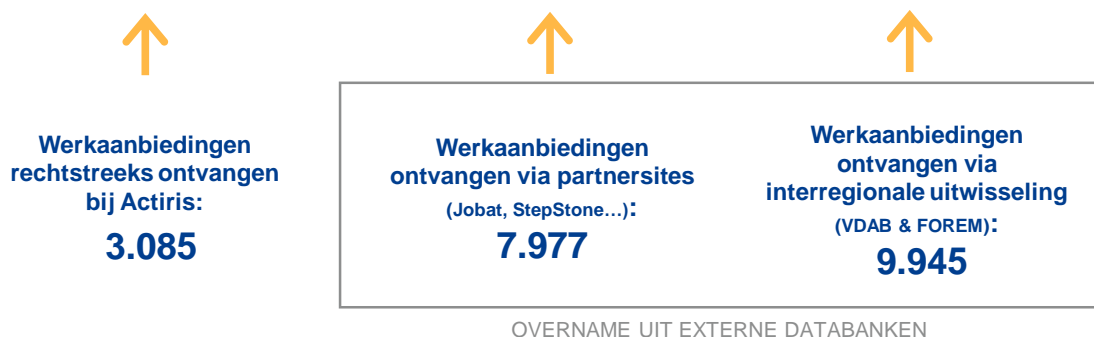 Werkaanbiedingen
rechtstreeks ontvangen
bij Actiris:
3.085
Werkaanbiedingen
ontvangen via partnersites
(Jobat, StepStone…):
7.977
Werkaanbiedingen
ontvangen via
interregionale uitwisseling
(VDAB & FOREM):
9.945
OVERNAME UIT EXTERNE DATABANKEN